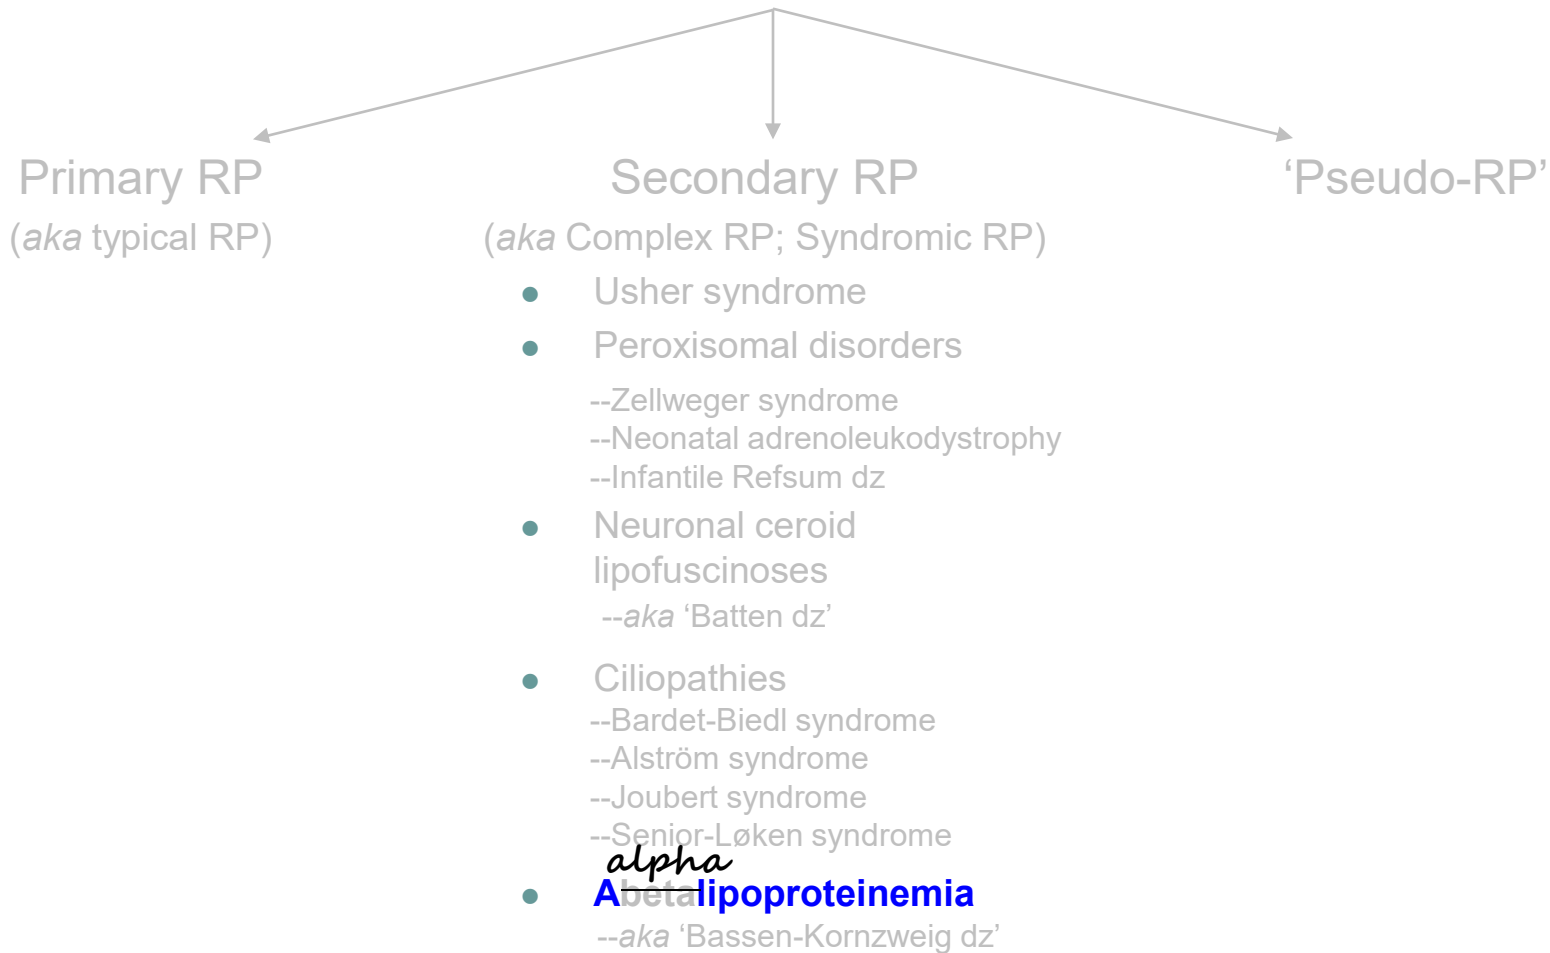 Primary RP
(aka typical RP)
Secondary RP
(aka Complex RP; Syndromic RP)
● Usher syndrome
● Peroxisomal disorders
--Zellweger syndrome
--Neonatal adrenoleukodystrophy
--Infantile Refsum dz
● Neuronal ceroid
lipofuscinoses
--aka ‘Batten dz’
● Ciliopathies
--Bardet-Biedl syndrome
--Alström syndrome
--Joubert syndrome
--Senior-Løken syndrome
alpha
● Abetalipoproteinemia
--aka ‘Bassen-Kornzweig dz’
‘Pseudo-RP’